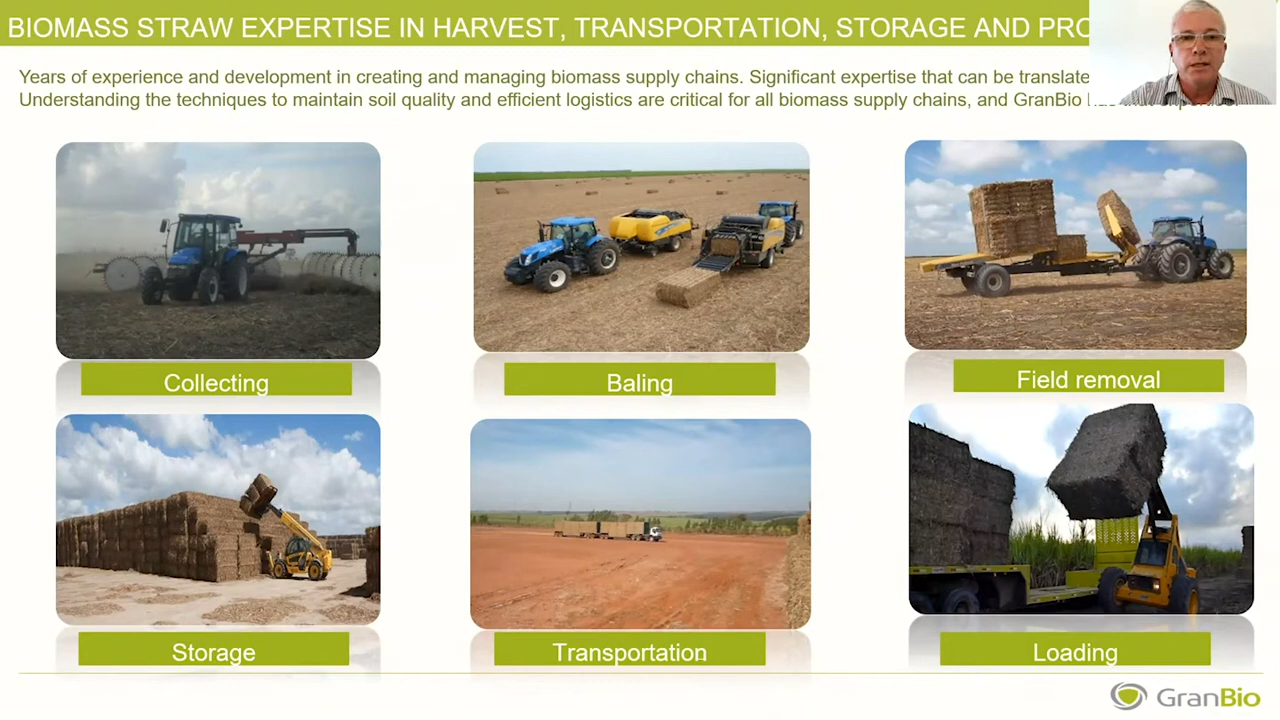 BIOMASS STRAW EXPERTISE IN HARVEST, TRANSPORTATION, STORAGE AND
Years of experience and development in creating and managing biomass supply chains. Significant expertise that can be
Understanding the techniques to maintain soil quality and efficient logistics are critical for all biomass supply chains, and GranBio
Collecting
Baling
Field removal
Storage
Transportation
Loading
GranBio